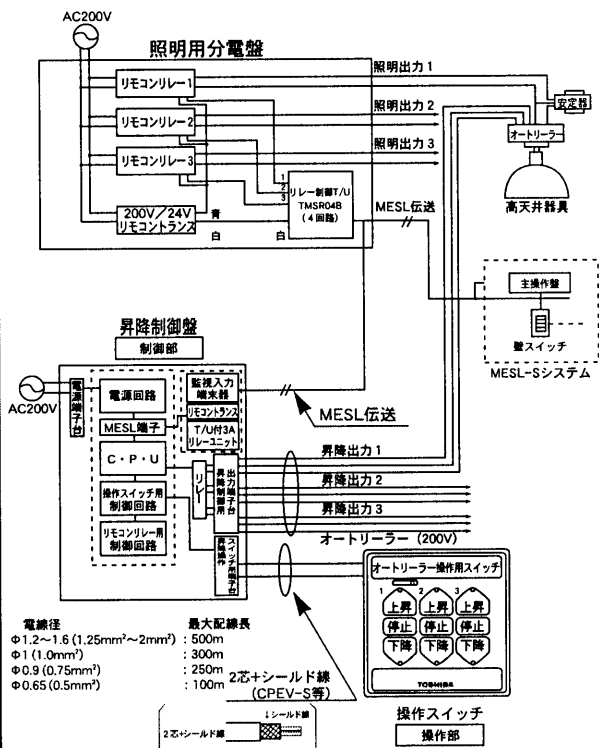 AC200V
照明用分電盤
照明出力1
リモコンリレー1
安定器
照明出力2
リモコンリレー2
オートリーラー
照明出力3
リモコンリレー3
1
2
3
リレー制御T/U
TMSR04B
(4回路)
高天井器具
MESL伝送
200V/24V
リモコントランス
青
白
白
主操作盤
壁スイッチ
MESL-Sシステム
昇降制御盤
制御部
AC200V
電源端子台
電源回路
監視入力
端末器
リモコントランス
T/U付3A
リレーユニット
MESL伝送
MESL端子
C・P・U
リレー
昇降制御用
出力端子台
昇降出力1
操作スイッチ用
制御回路
昇降出力2
リモコンリレー用
制御回路
昇降出力3
オートリーラー(200V)
昇降操作
スイッチ用端子台
オートリーラー操作用スイッチ
1 2 3
上昇 上昇 上昇
停止 停止 停止
下降 下降 下降
TOSHIBA
操作スイッチ
操作部
電線径 最大配線長
Φ1.2〜1.6(1.25mm²〜2mm²) : 500m
Φ1(1.0mm²) : 300m
Φ0.9(0.75mm²) : 250m
Φ0.65(0.5mm²) : 100m
2芯+シールド線
(CPEV-S等)
↓シールド線
2芯+シールド線